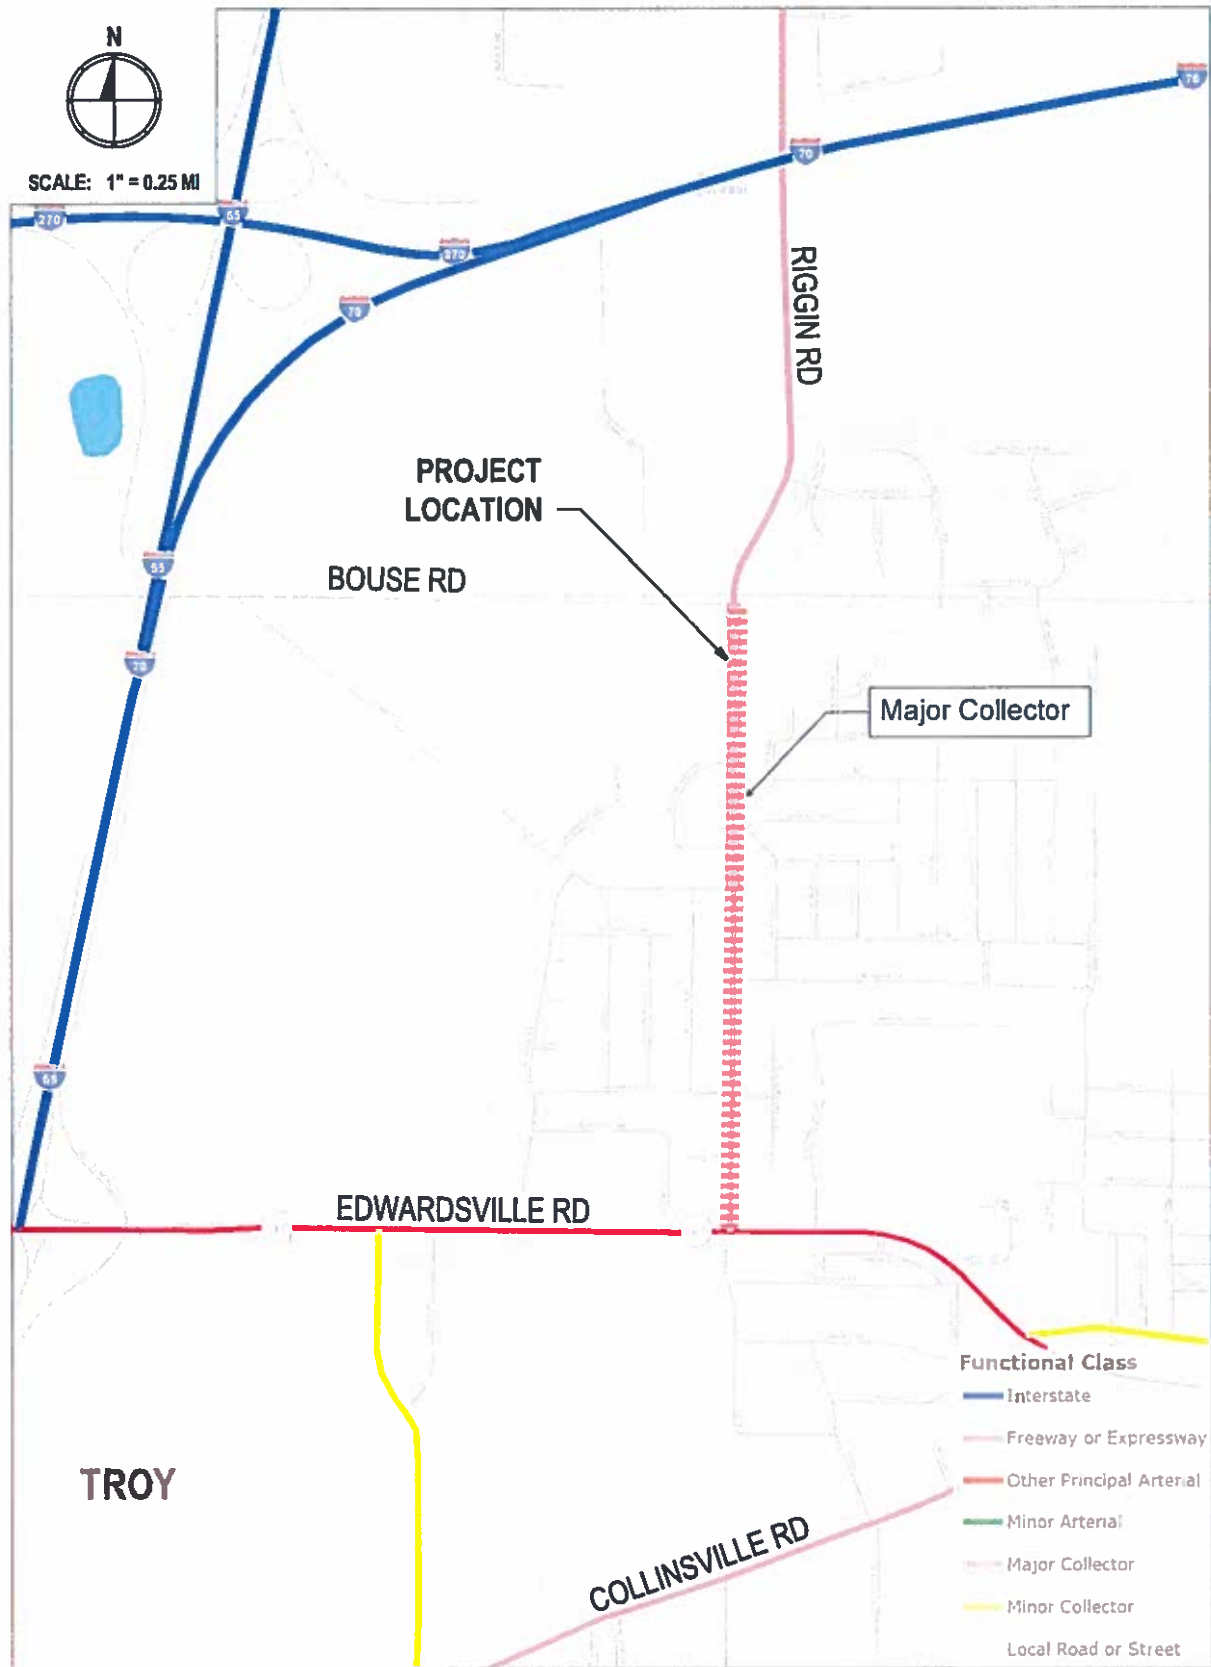 N
SCALE: 1" = 0.25 MI
76
70
270
55
270
70
RIGGIN RD
PROJECT
LOCATION
55
BOUSE RD
70
Major Collector
55
EDWARDSVILLE RD
Functional Class
Interstate
Freeway or Expressway
Other Principal Arterial
Minor Arterial
Major Collector
Minor Collector
Local Road or Street
TROY
COLLINSVILLE RD